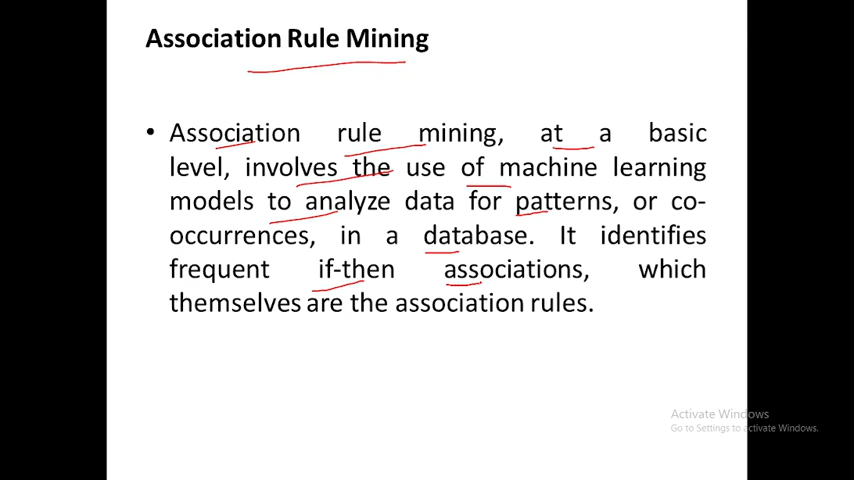 Association Rule Mining
• Association rule mining, at a basic
level, involves the use of machine learning
models to analyze data for patterns, or co-
occurrences, in a database. It identifies
frequent if-then associations, which
themselves are the association rules.
Activate Windows
Go to Settings to activate Windows.